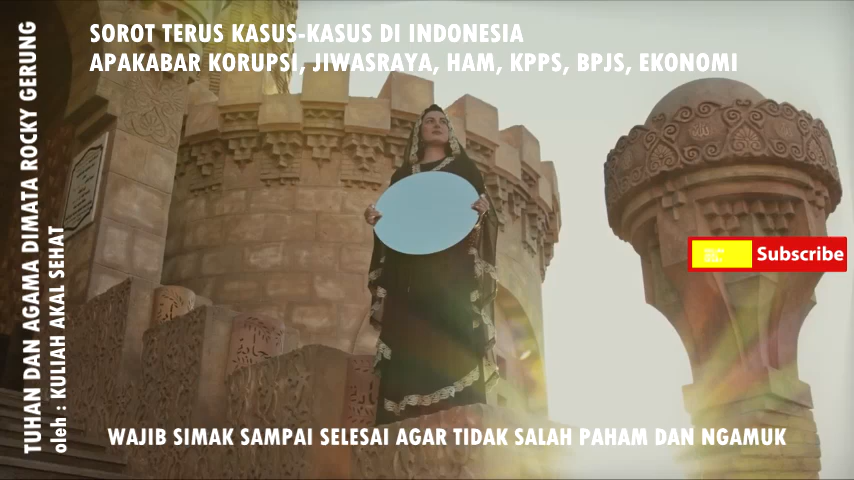 SOROT TERUS KASUS-KASUS DI INDONESIA
APAKABAR KORUPSI, JIWASRAYA, HAM, KPPS, BPJS, EKONOMI
TUHAN DAN AGAMA DIMATA ROCKY GERUNG
oleh : KULIAH AKAL SEHAT
Subscribe
WAJIB SIMAK SAMPAI SELESAI AGAR TIDAK SALAH PAHAM DAN NGAMUK